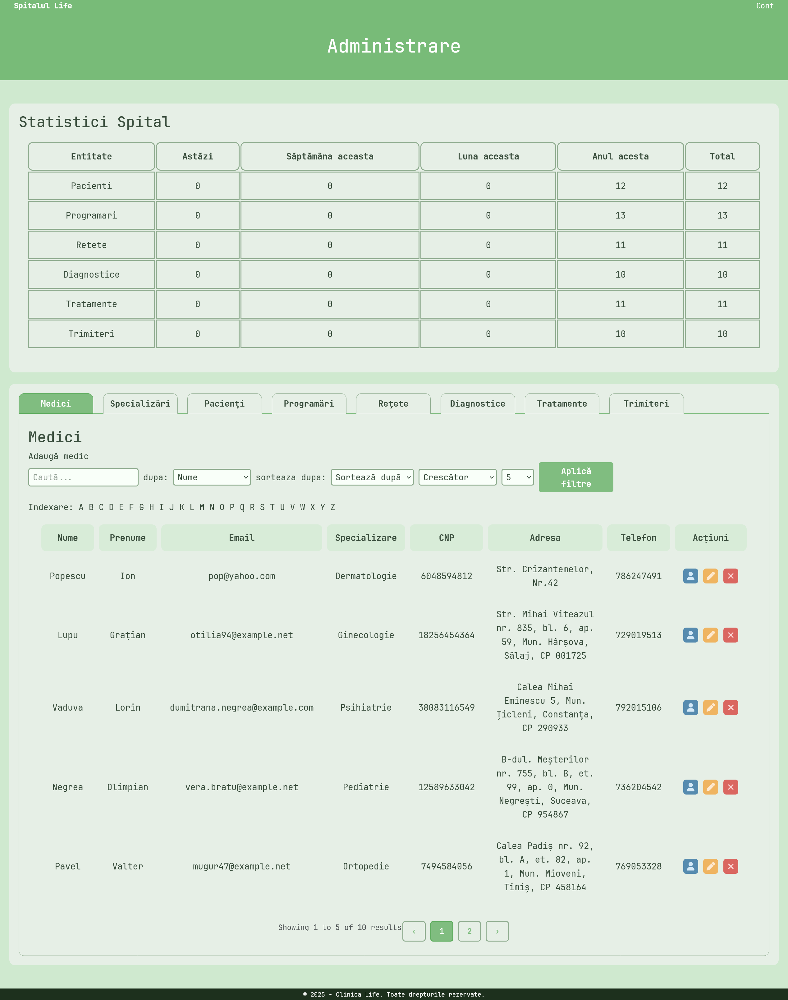 Spitalul Life Cont
Administrare
Statistici Spital
Entitate Astăzi Săptămâna aceasta Luna aceasta Anul acesta Total
Pacienti 0 0 0 12 12
Programari 0 0 0 13 13
Retete 0 0 0 11 11
Diagnostice 0 0 0 10 10
Tratamente 0 0 0 11 11
Trimiteri 0 0 0 10 10
Medici Specializări Pacienți Programări Rețete Diagnostice Tratamente Trimiteri
Medici
Adaugă medic
Caută... dupa: Nume sorteaza dupa: Sortează după Crescător 5 Aplică
filtre
Indexare: A B C D E F G H I J K L M N O P Q R S T U V W X Y Z
Nume Prenume Email Specializare CNP Adresa Telefon Acțiuni
Str. Crizantemelor,
Popescu Ion pop@yahoo.com Dermatologie 6048594812 786247491
Nr.42
Str. Mihai Viteazul
nr. 835, bl. 6, ap.
Lupu Grațian otilia94@example.net Ginecologie 18256454364 729019513
59, Mun. Hârșova,
Sălaj, CP 001725
Calea Mihai
Eminescu 5, Mun.
Vaduva Lorin dumitrana.negrea@example.com Psihiatrie 38083116549 792015106
Țicleni, Constanța,
CP 290933
B-dul. Meșterilor
nr. 755, bl. B, et.
Negrea Olimpian vera.bratu@example.net Pediatrie 12589633042 99, ap. 0, Mun. 736204542
Negrești, Suceava,
CP 954867
Calea Padiș nr. 92,
bl. A, et. 82, ap.
Pavel Valter mugur47@example.net Ortopedie 7494584056 769053328
1, Mun. Mioveni,
Timiș, CP 458164
Showing 1 to 5 of 10 results ‹ 1 2 ›
© 2025 - Clinica Life. Toate drepturile rezervate.